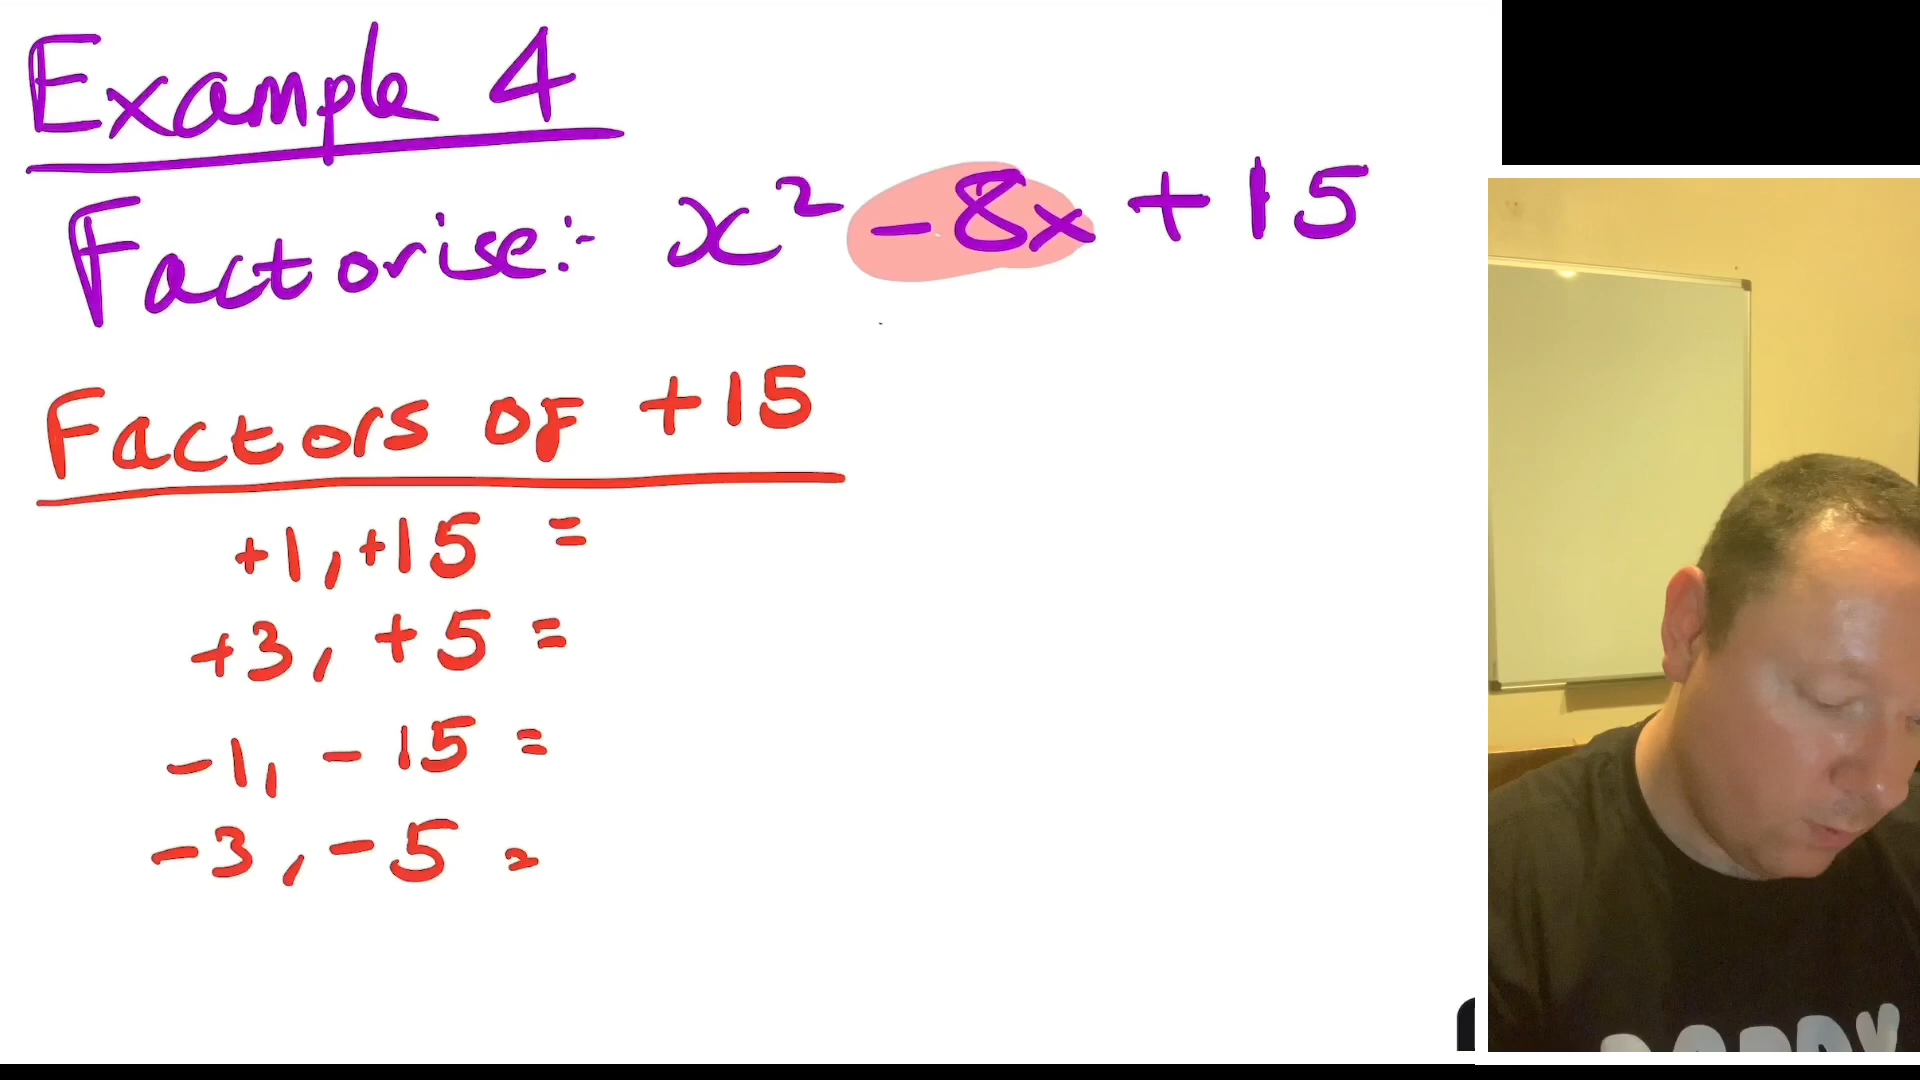 Example 4
Factorise:- x² -8x +15
Factors of +15
+1, +15 =
+3, +5 =
-1, -15 =
-3, -5 =